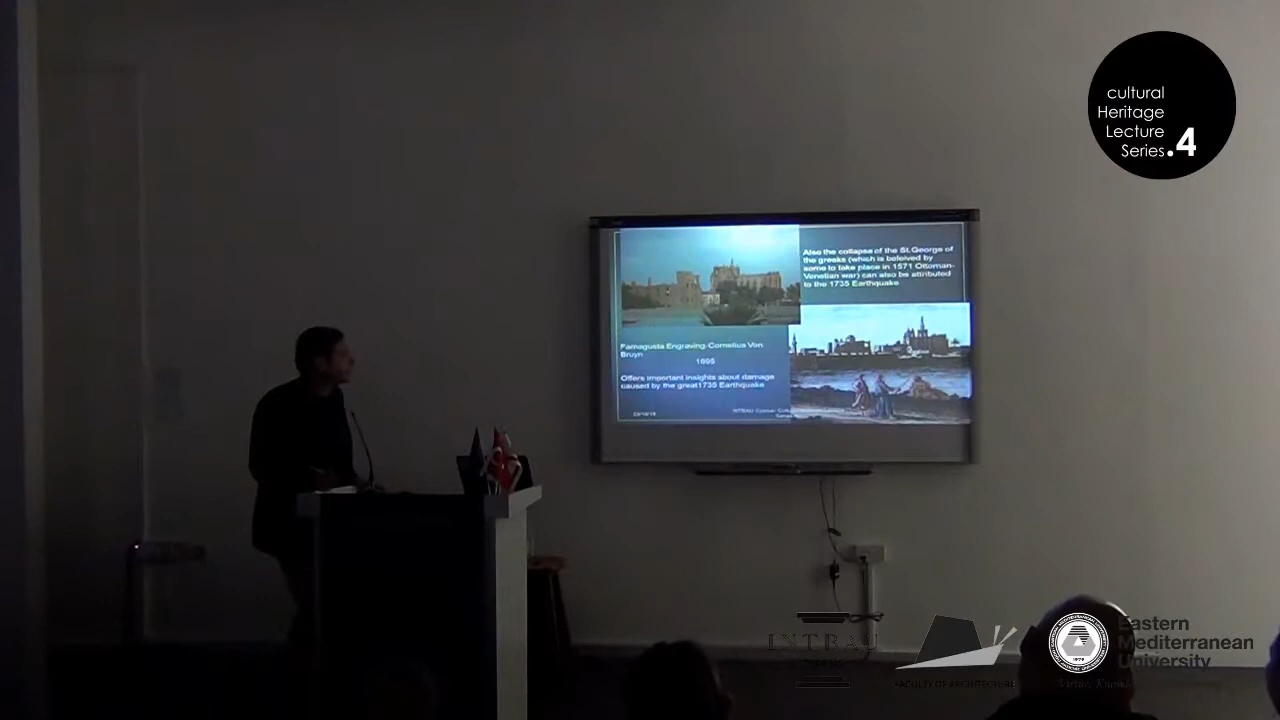 cultural
Heritage
Lecture
Series.4
Also the collapse of the St.George of
the greeks (which is beleived by
some to take place in 1571 Ottoman-
Venetian war) can also be attributed
to the 1735 Earthquake
Famagusta Engraving-Cornelius Von
Bruyn
1695
Offers important insights about damage
caused by the great1735 Earthquake
INTBAU
FACULTY OF ARCHITECTURE
Eastern
Mediterranean
University